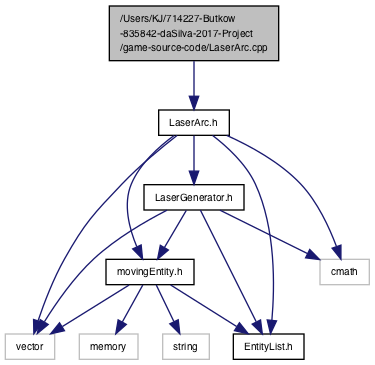 /Users/KJ/714227-Butkow
-835842-daSilva-2017-Project
/game-source-code/LaserArc.cpp
LaserArc.h
LaserGenerator.h
movingEntity.h
cmath
vector
memory
string
EntityList.h